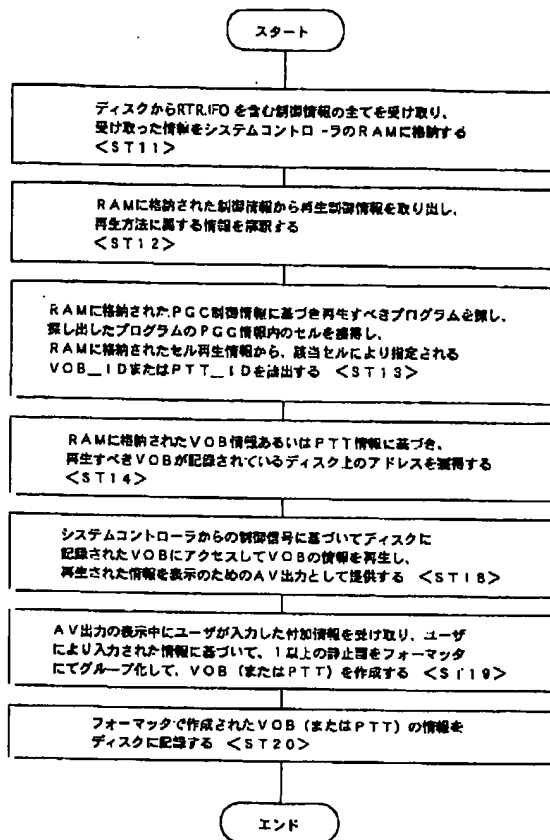 スタート
ディスクからRTR.IFOを含む制御情報の全てを受け取り、
受け取った情報をシステムコントローラのRAMに格納する
<ST11>
RAMに格納された制御情報から再生制御情報を取り出し、
再生方法に関する情報を解釈する
<ST12>
RAMに格納されたPGC制御情報に基づき再生すべきプログラムを探し、
探し出したプログラムのPGC情報内のセルを獲得し、
RAMに格納されたセル再生情報から、該当セルにより指定される
VOB_IDまたはPTT_IDを読出する <ST13>
RAMに格納されたVOB情報あるいはPTT情報に基づき、
再生すべきVOBが記録されているディスク上のアドレスを獲得する
<ST14>
システムコントローラからの制御信号に基づいてディスクに
記録されたVOBにアクセスしてVOBの情報を再生し、
再生された情報を表示のためのAV出力として提供する <ST18>
AV出力の表示中にユーザが入力した付加情報を受け取り、ユーザ
により入力された情報に基づいて、1以上の静止画をフォーマッタ
にてグループ化して、VOB(またはPTT)を作成する <ST19>
フォーマッタで作成されたVOB(またはPTT)の情報を
ディスクに記録する <ST20>
エンド